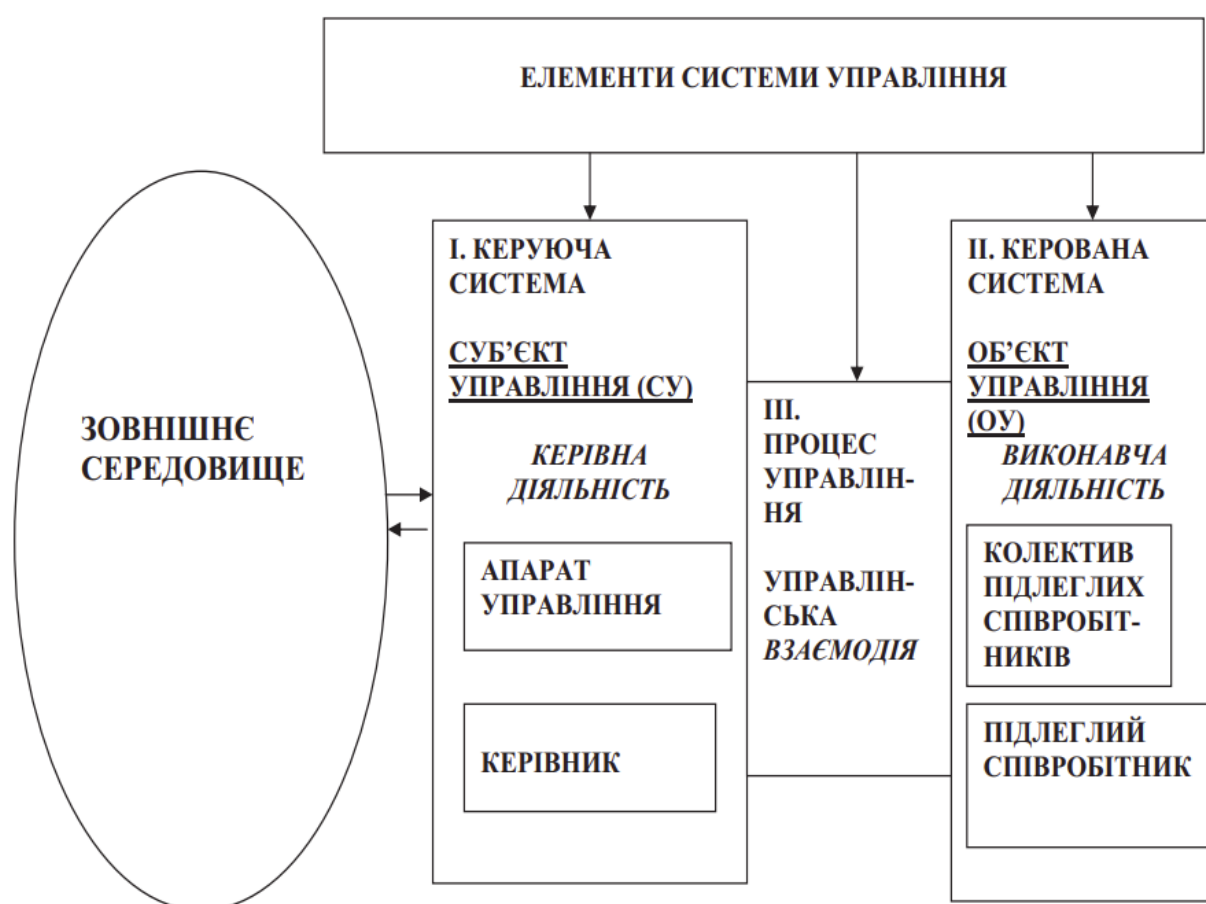 ЕЛЕМЕНТИ СИСТЕМИ УПРАВЛІННЯ
ЗОВНІШНЄ
СЕРЕДОВИЩЕ
І. КЕРУЮЧА
СИСТЕМА
СУБ’ЄКТ
УПРАВЛІННЯ (СУ)
КЕРІВНА
ДІЯЛЬНІСТЬ
АПАРАТ
УПРАВЛІННЯ
КЕРІВНИК
ІІІ.
ПРОЦЕС
УПРАВЛІН-
НЯ
УПРАВЛІН-
СЬКА
ВЗАЄМОДІЯ
ІІ. КЕРОВАНА
СИСТЕМА
ОБ’ЄКТ
УПРАВЛІННЯ
(ОУ)
ВИКОНАВЧА
ДІЯЛЬНІСТЬ
КОЛЕКТИВ
ПІДЛЕГЛИХ
СПІВРОБІТ-
НИКІВ
ПІДЛЕГЛИЙ
СПІВРОБІТНИК